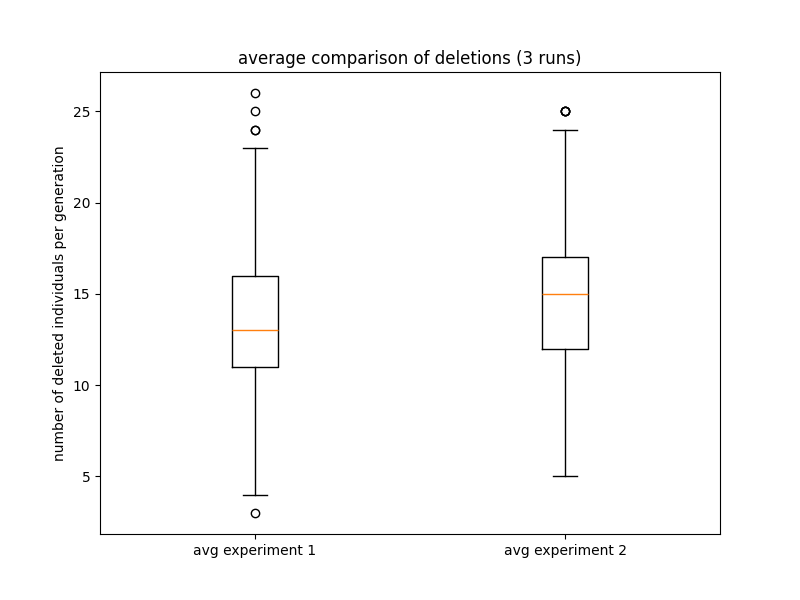 average comparison of deletions (3 runs)
number of deleted individuals per generation
25
20
15
10
5
avg experiment 1
avg experiment 2